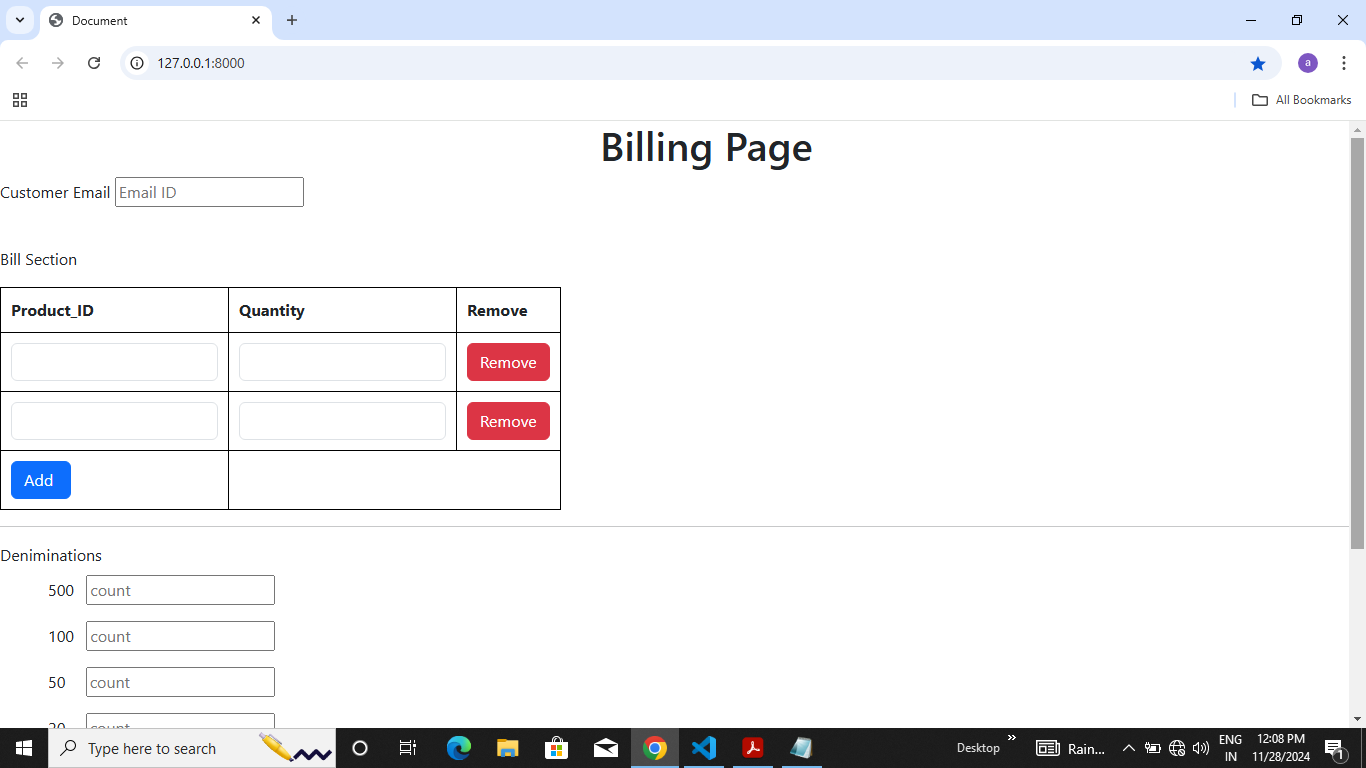 Document
127.0.0.1:8000
a
All Bookmarks
Billing Page
Customer Email Email ID
Bill Section
Product_ID Quantity Remove
Remove
Remove
Add
Deniminations
500 count
100 count
50 count
20 count
Type here to search
Desktop
Rain...
ENG
IN
12:08 PM
11/28/2024
1